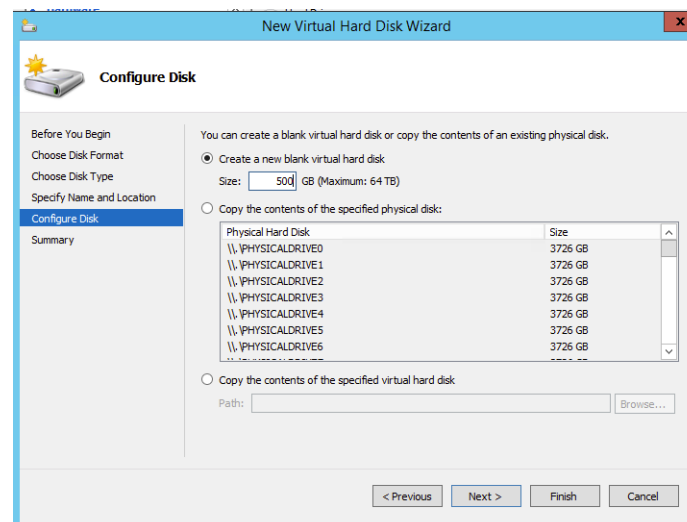 New Virtual Hard Disk Wizard
x
Configure Disk
Before You Begin
Choose Disk Format
Choose Disk Type
Specify Name and Location
Configure Disk
Summary
You can create a blank virtual hard disk or copy the contents of an existing physical disk.
Create a new blank virtual hard disk
Size: 500 GB (Maximum: 64 TB)
Copy the contents of the specified physical disk:
Physical Hard Disk Size
\\.\PHYSICALDRIVE0 3726 GB
\\.\PHYSICALDRIVE1 3726 GB
\\.\PHYSICALDRIVE2 3726 GB
\\.\PHYSICALDRIVE3 3726 GB
\\.\PHYSICALDRIVE4 3726 GB
\\.\PHYSICALDRIVE5 3726 GB
\\.\PHYSICALDRIVE6 3726 GB
Copy the contents of the specified virtual hard disk
Path: Browse...
< Previous Next > Finish Cancel